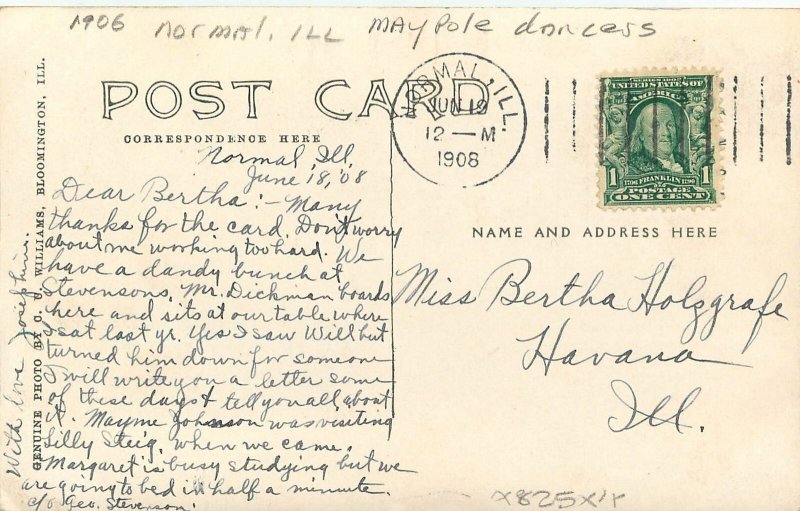 1906 Normal, Ill Maypole dancers
POST CARD
CORRESPONDENCE HERE
NORMAL, ILL.
JUN 19
12—M
1908
SERIES 1902
UNITED STATES OF
AMERICA
1 1706 FRANKLIN 1790 1
POSTAGE
ONE CENT
NAME AND ADDRESS HERE
Miss Bertha Holzgrafe
Havana
Ill.
Normal, Ill,
June 18, '08
Dear Bertha:- Many
thanks for the card. Don't worry
about me working too hard. We
have a dandy bunch at
Stevensons, Mr. Dickman boards
here and sits at our table where
I sat last yr. Yes I saw Will but
turned him down for someone
I will write you a letter some
of these days & tell you all about
it. Mayme Johnson was visiting
Lilly Steig, when we came.
Margaret is busy studying but we
are going to bed in half a minute.
c/o Geo. Stevenson.
With love Josephine.
GENUINE PHOTO BY C. U. WILLIAMS, BLOOMINGTON, ILL.
X825X1X